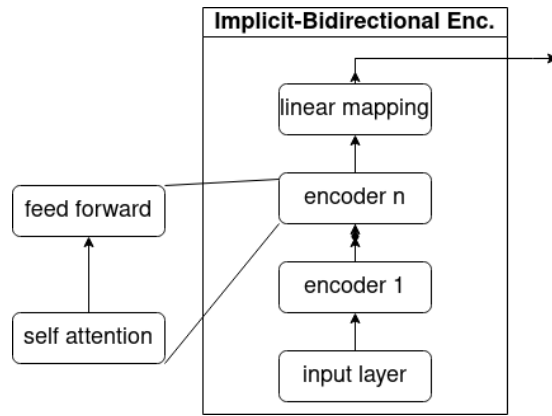 Implicit-Bidirectional Enc.
linear mapping
encoder n
feed forward
encoder 1
self attention
input layer